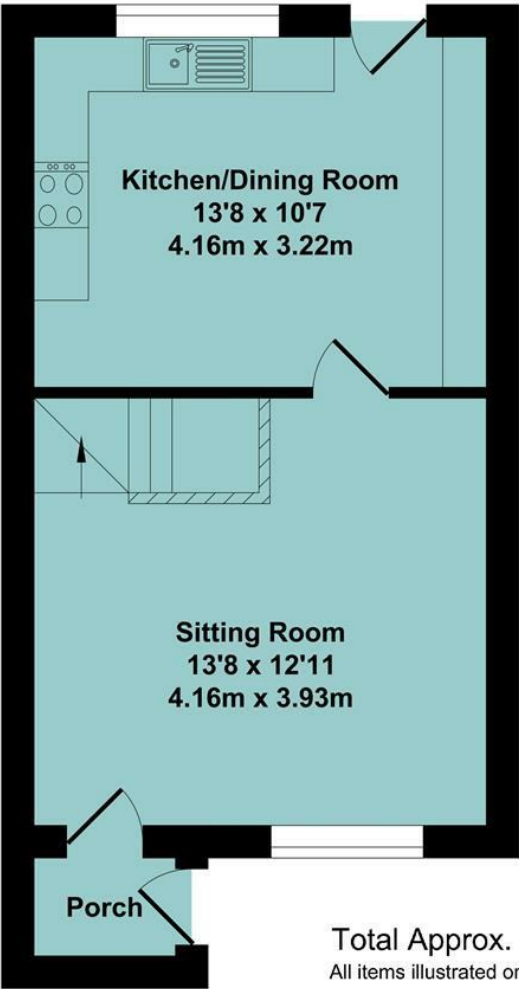 Kitchen/Dining Room
13'8 x 10'7
4.16m x 3.22m
Sitting Room
13'8 x 12'11
4.16m x 3.93m
Porch
Total Approx.
All items illustrated